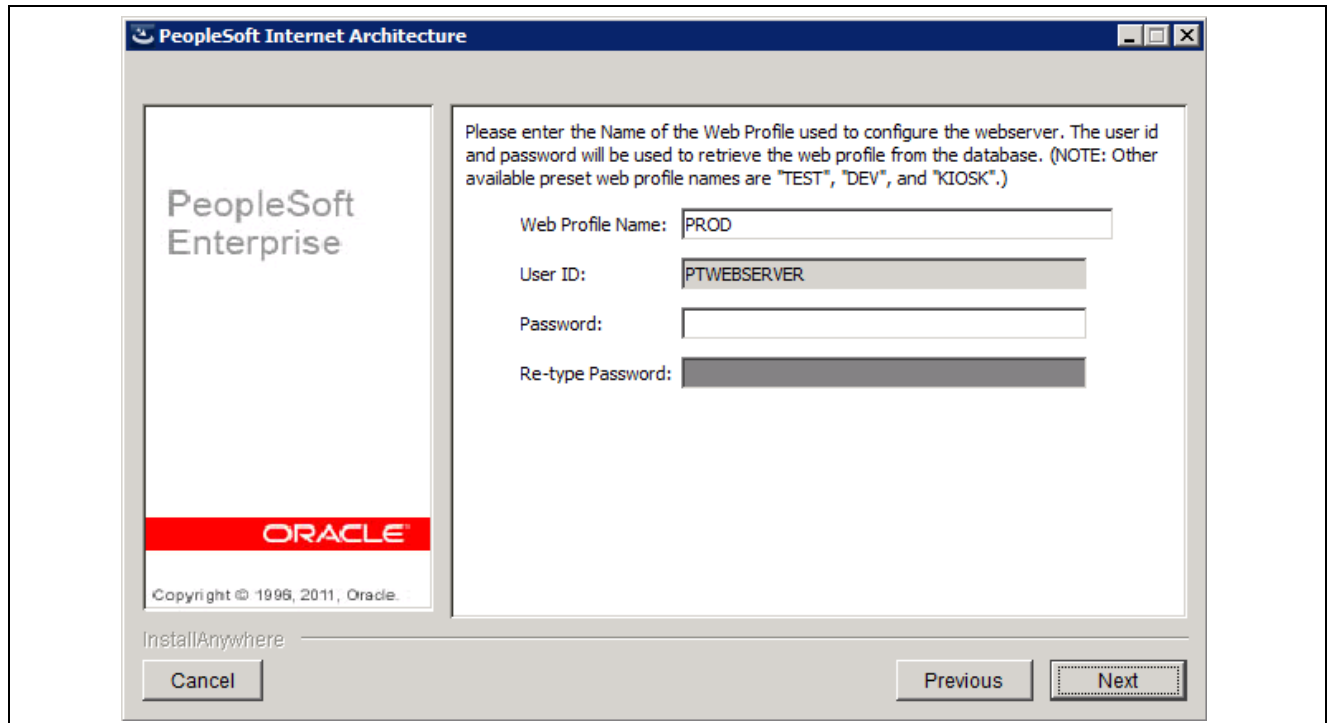 PeopleSoft Internet Architecture
PeopleSoft
Enterprise
ORACLE
Copyright © 1996, 2011, Oracle.
Please enter the Name of the Web Profile used to configure the webserver. The user id
and password will be used to retrieve the web profile from the database. (NOTE: Other
available preset web profile names are "TEST", "DEV", and "KIOSK".)
Web Profile Name: PROD
User ID: PTWEBSERVER
Password:
Re-type Password:
InstallAnywhere
Cancel Previous Next